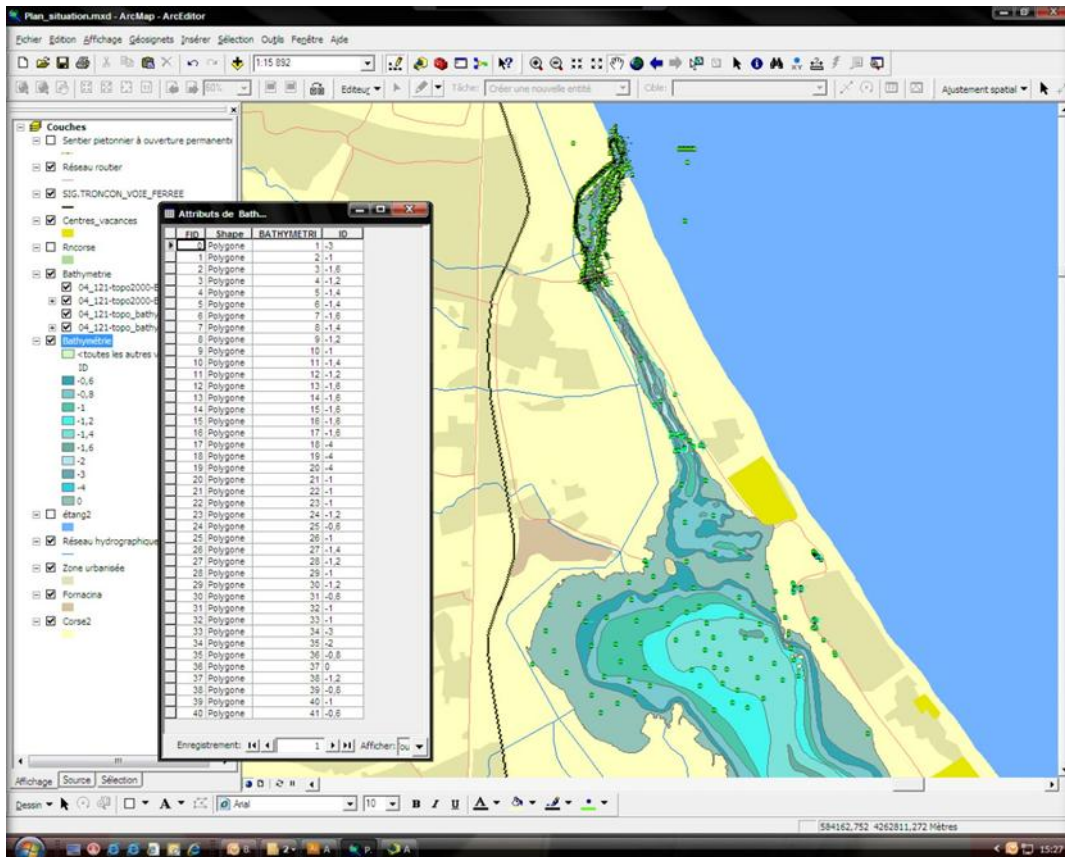 Plan_situation.mxd - ArcMap - ArcEditor
Fichier Edition Affichage Géosignets Insérer Sélection Outils Fenêtre Aide
1:15 892
80%
Editeur
Tâche: Créer une nouvelle entité
Cible:
Ajustement spatial
Couches
Sentier pietonnier à ouverture permanente
Réseau routier
SIG.TRONCON_VOIE_FERREE
Centres_vacances
Rncorse
Bathymetrie
04_121-topo2000-
04_121-topo2000-
04_121-topo_bathy
04_121-topo_bathy
Bathymétrie
<toutes les autres v
ID
-0,6
-0,8
-1
-1,2
-1,4
-1,6
-2
-3
-4
0
étang2
Réseau hydrographique
Zone urbanisée
Fornacina
Corse2
Attributs de Bath...
FID Shape BATHYMETRI ID
0 Polygone 1 -3
1 Polygone 2 -1
2 Polygone 3 -1,6
3 Polygone 4 -1,2
4 Polygone 5 -1,4
5 Polygone 6 -1,4
6 Polygone 7 -1,6
7 Polygone 8 -1,4
8 Polygone 9 -1,2
9 Polygone 10 -1
10 Polygone 11 -1,4
11 Polygone 12 -1,2
12 Polygone 13 -1,6
13 Polygone 14 -1,6
14 Polygone 15 -1,6
15 Polygone 16 -1,6
16 Polygone 17 -1,6
17 Polygone 18 -4
18 Polygone 19 -4
19 Polygone 20 -4
20 Polygone 21 -1
21 Polygone 22 -1
22 Polygone 23 -1
23 Polygone 24 -1,2
24 Polygone 25 -0,6
25 Polygone 26 -1
26 Polygone 27 -1,4
27 Polygone 28 -1,2
28 Polygone 29 -1
29 Polygone 30 -1,2
30 Polygone 31 -0,6
31 Polygone 32 -1
32 Polygone 33 -1
33 Polygone 34 -3
34 Polygone 35 -2
35 Polygone 36 -0,8
36 Polygone 37 0
37 Polygone 38 -1,2
38 Polygone 39 -0,8
39 Polygone 40 -1
40 Polygone 41 -0,6
Enregistrement: 1 Afficher: ou
Affichage Source Sélection
Dessin A Arial 10 B I U A
584162,752 4262811,272 Mètres
8. 2 A P. A 15:27